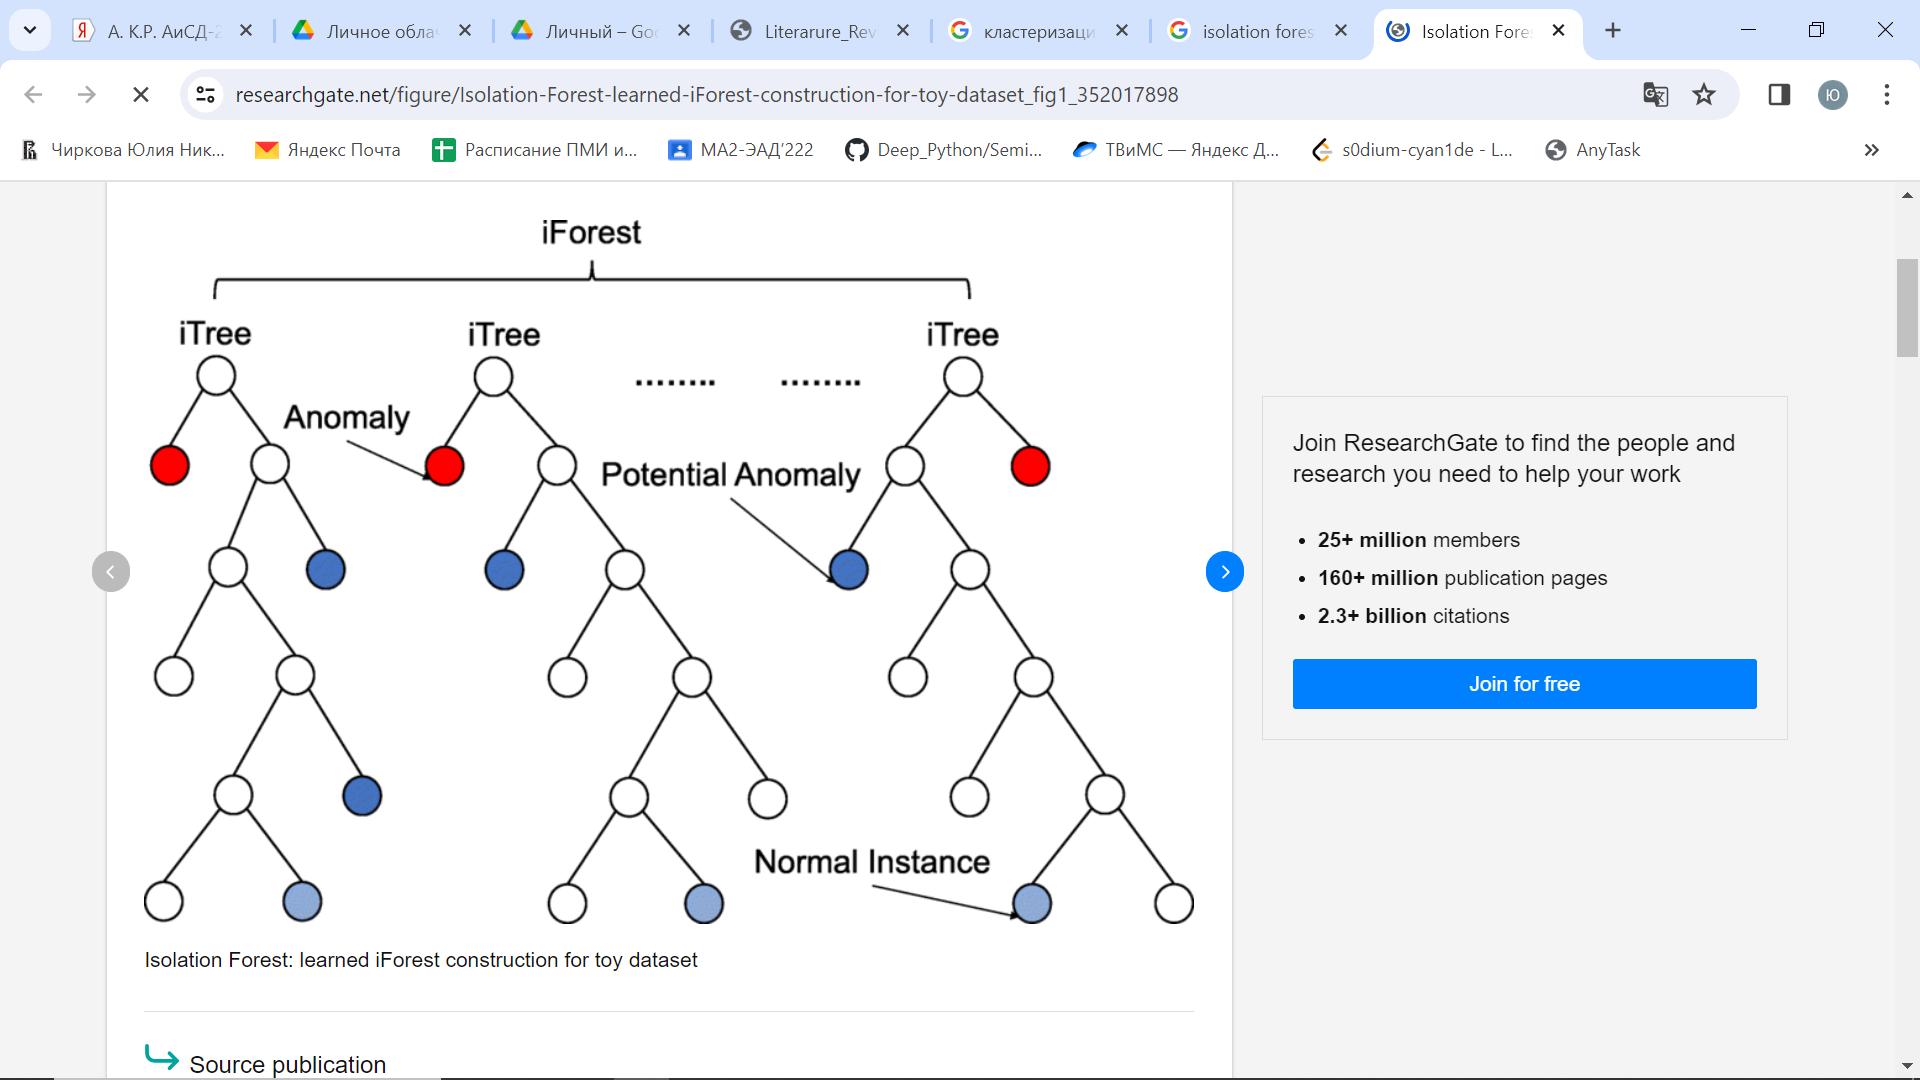 А. К.Р. АиСД-2
Личное облач
Личный – Goo
Literarure_Rev
кластеризаци
isolation fores
Isolation Fore
researchgate.net/figure/Isolation-Forest-learned-iForest-construction-for-toy-dataset_fig1_352017898
Ю
Чиркова Юлия Ник...
Яндекс Почта
Расписание ПМИ и...
МА2-ЭАД'222
Deep_Python/Semi...
ТВиМС — Яндекс Д...
s0dium-cyan1de - L...
AnyTask
iForest
iTree iTree ........ ........ iTree
Anomaly
Potential Anomaly
Normal Instance
Isolation Forest: learned iForest construction for toy dataset
Source publication
Join ResearchGate to find the people and
research you need to help your work
• 25+ million members
• 160+ million publication pages
• 2.3+ billion citations
Join for free